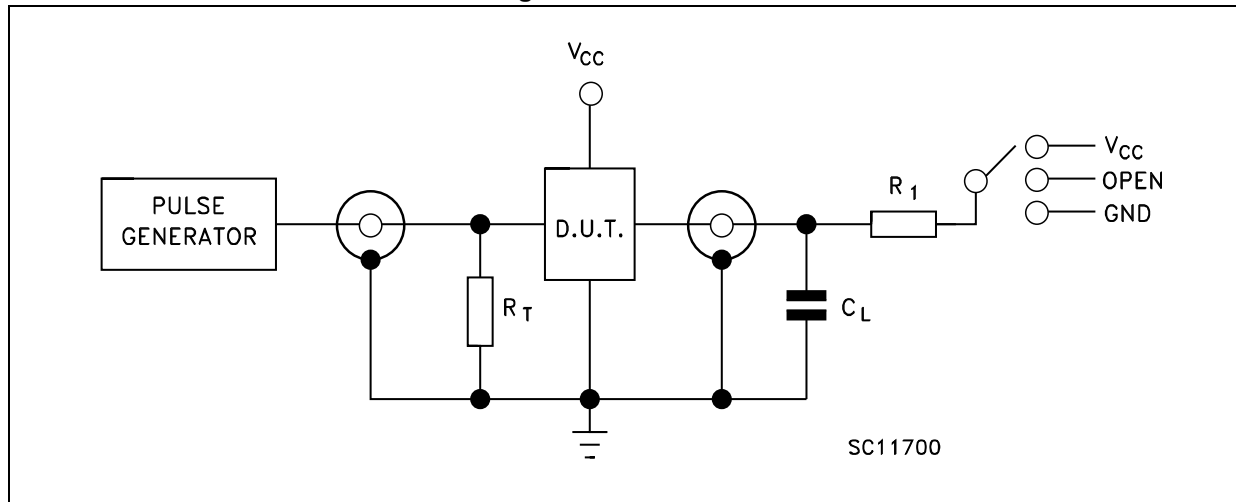 VCC
PULSE
GENERATOR
RT
D.U.T.
CL
R1
VCC
OPEN
GND
SC11700